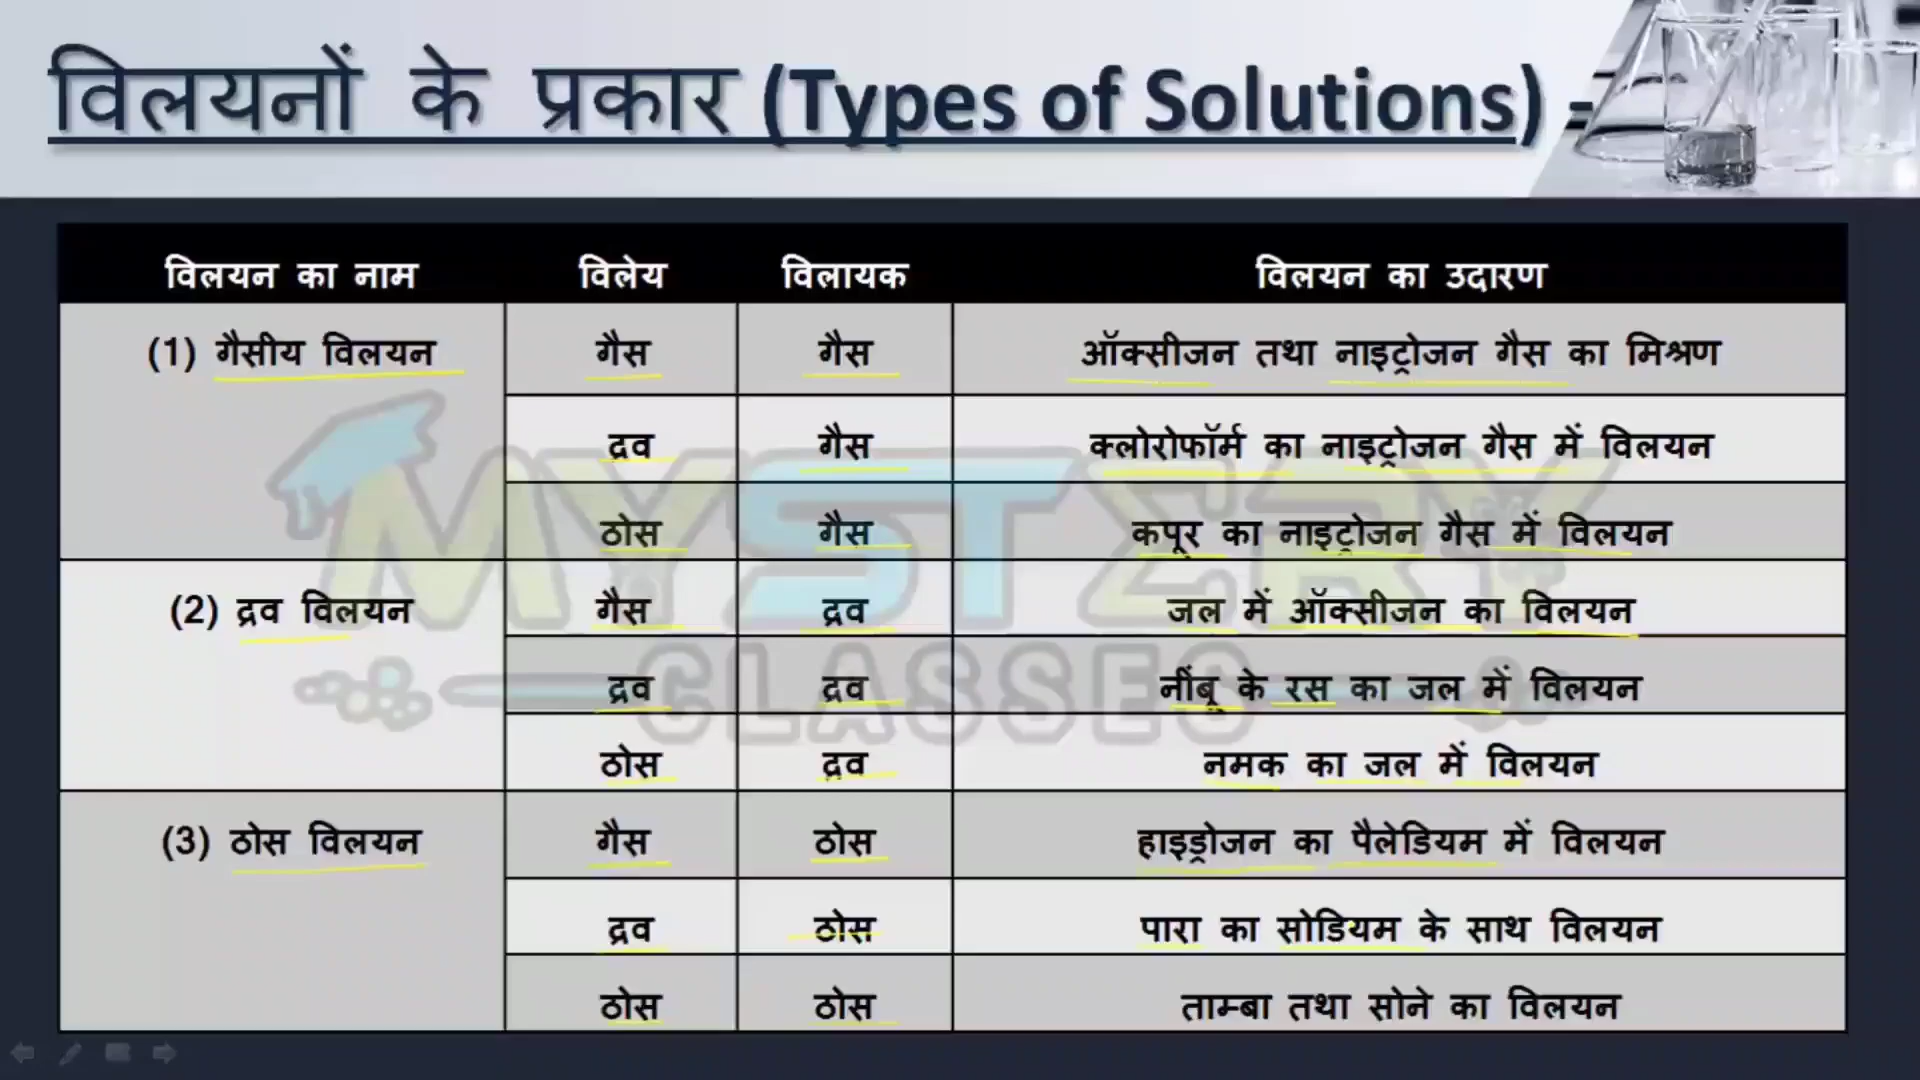 विलयनों के प्रकार (Types of Solutions) -
विलयन का नाम विलेय विलायक विलयन का उदारण
(1) गैसीय विलयन गैस गैस ऑक्सीजन तथा नाइट्रोजन गैस का मिश्रण
द्रव गैस क्लोरोफॉर्म का नाइट्रोजन गैस में विलयन
ठोस गैस कपूर का नाइट्रोजन गैस में विलयन
(2) द्रव विलयन गैस द्रव जल में ऑक्सीजन का विलयन
द्रव द्रव नींबू के रस का जल में विलयन
ठोस द्रव नमक का जल में विलयन
(3) ठोस विलयन गैस ठोस हाइड्रोजन का पैलेडियम में विलयन
द्रव ठोस पारा का सोडियम के साथ विलयन
ठोस ठोस ताम्बा तथा सोने का विलयन
MYSTERY
CLASSES